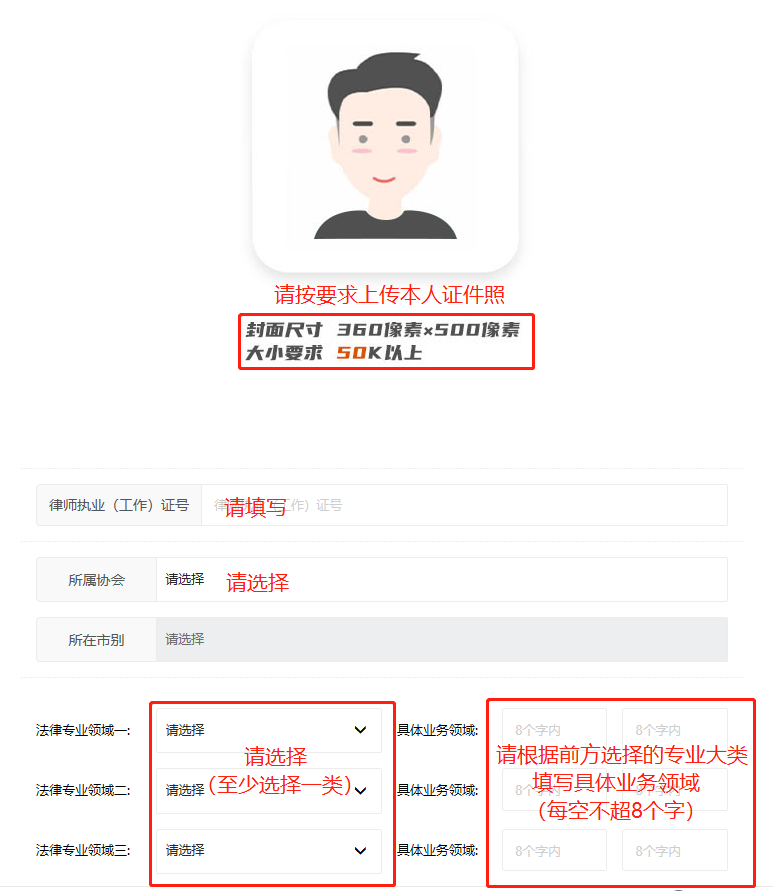 请按要求上传本人证件照
封面尺寸 360像素×500像素
大小要求 50K以上
律师执业（工作）证号 请填写 工作）证号
所属协会 请选择 请选择
所在市别 请选择
法律专业领域一: 请选择 具体业务领域: 8个字内 8个字内
请选择 请根据前方选择的专业大类
（至少选择一类） 填写具体业务领域
法律专业领域二: 请选择 具体业务领域:
（每空不超8个字）
法律专业领域三: 请选择 具体业务领域: 8个字内 8个字内